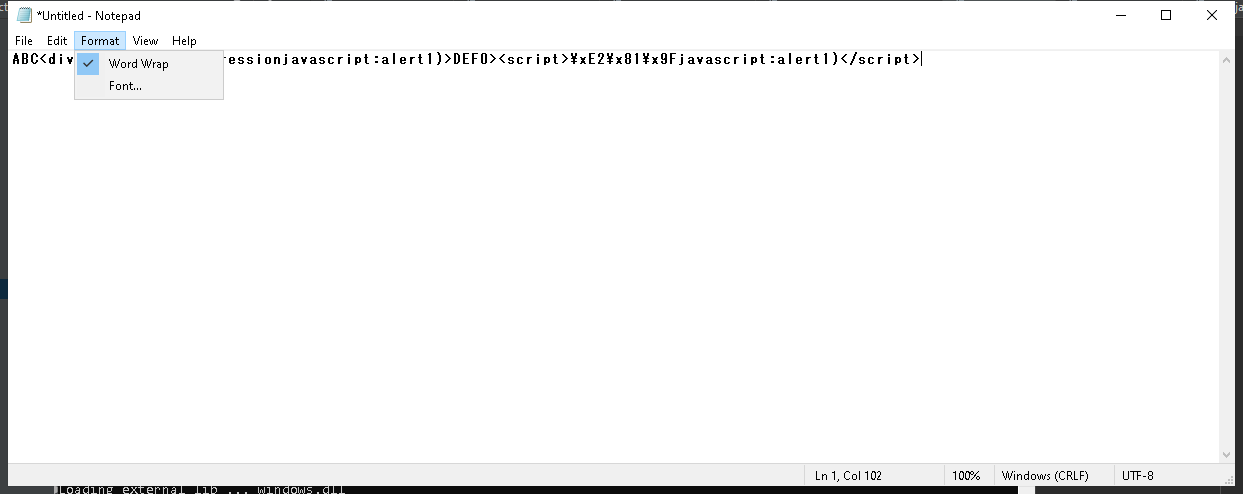 *Untitled - Notepad
File Edit Format View Help
ABC<div ressionjavascript:alert1)>DEF0><script>¥xE2¥x81¥x9Fjavascript:alert1)</script>
Word Wrap
Font...
Ln 1, Col 102 100% Windows (CRLF) UTF-8
Loading external lib ... windows.dll